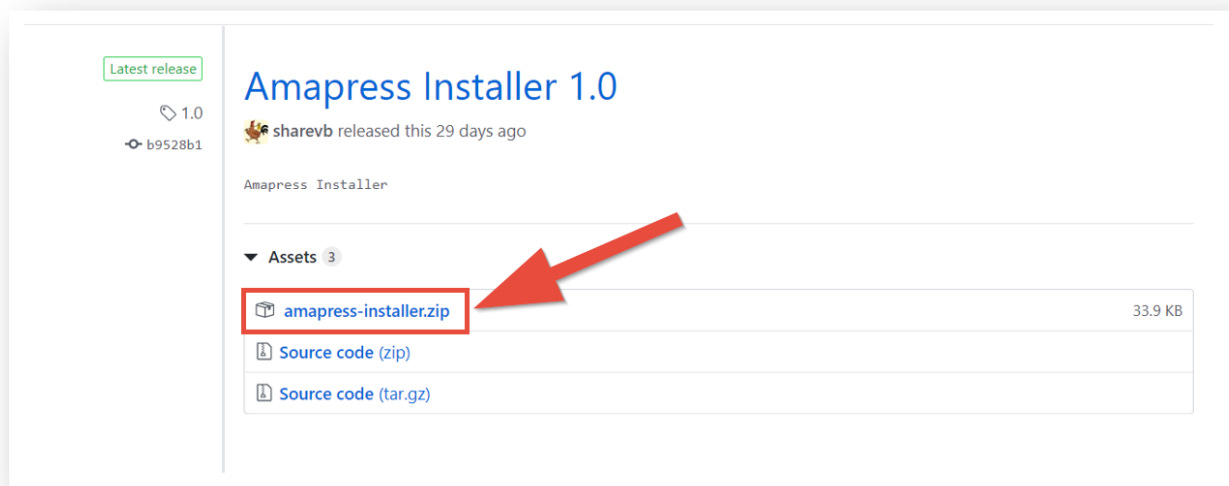 Latest release
1.0
b9528b1
Amapress Installer 1.0
sharevb released this 29 days ago
Amapress Installer
Assets 3
amapress-installer.zip 33.9 KB
Source code (zip)
Source code (tar.gz)